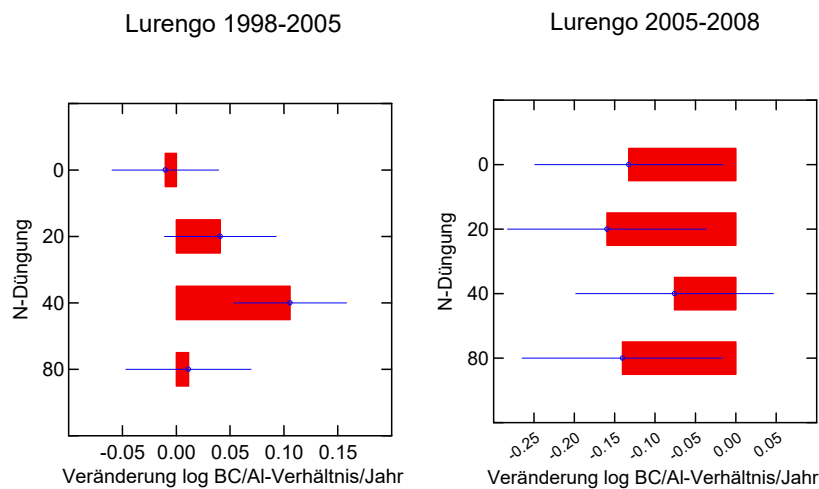 Lurengo 1998-2005
N-Düngung
0
20
40
80
-0.05 0.00 0.05 0.10 0.15
Veränderung log BC/Al-Verhältnis/Jahr
Lurengo 2005-2008
N-Düngung
0
20
40
80
-0.25 -0.20 -0.15 -0.10 -0.05 0.00 0.05
Veränderung log BC/Al-Verhältnis/Jahr